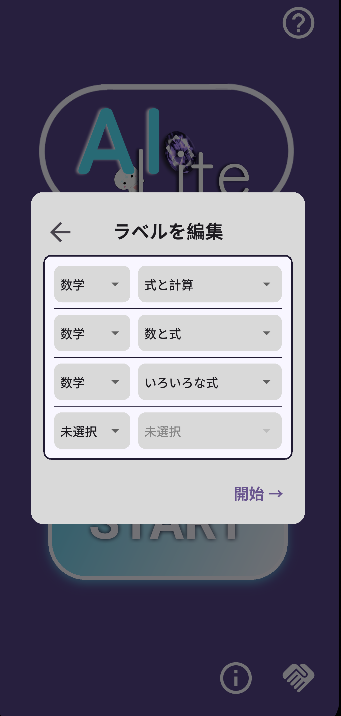 AI
lite
ラベルを編集
数学 式と計算
数学 数と式
数学 いろいろな式
未選択 未選択
開始 →
START